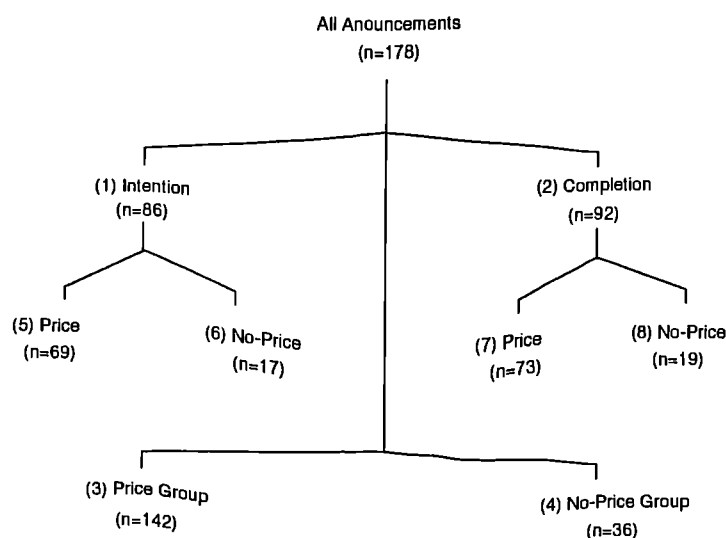 All Anouncements
(n=178)
(1) Intention
(n=86)
(2) Completion
(n=92)
(5) Price
(n=69)
(6) No-Price
(n=17)
(7) Price
(n=73)
(8) No-Price
(n=19)
(3) Price Group
(n=142)
(4) No-Price Group
(n=36)